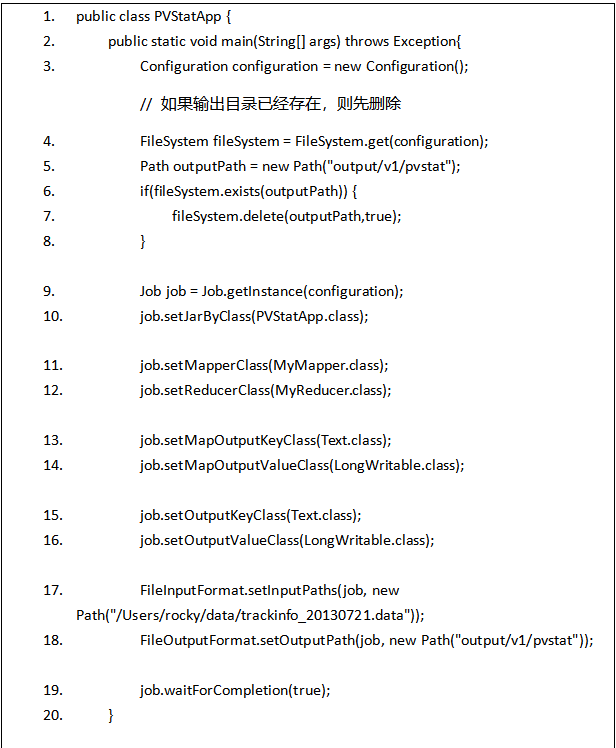 1. public class PVStatApp {
2. public static void main(String[] args) throws Exception{
3. Configuration configuration = new Configuration();
// 如果输出目录已经存在，则先删除
4. FileSystem fileSystem = FileSystem.get(configuration);
5. Path outputPath = new Path("output/v1/pvstat");
6. if(fileSystem.exists(outputPath)) {
7. fileSystem.delete(outputPath,true);
8. }
9. Job job = Job.getInstance(configuration);
10. job.setJarByClass(PVStatApp.class);
11. job.setMapperClass(MyMapper.class);
12. job.setReducerClass(MyReducer.class);
13. job.setMapOutputKeyClass(Text.class);
14. job.setMapOutputValueClass(LongWritable.class);
15. job.setOutputKeyClass(Text.class);
16. job.setOutputValueClass(LongWritable.class);
17. FileInputFormat.setInputPaths(job, new
Path("/Users/rocky/data/trackinfo_20130721.data"));
18. FileOutputFormat.setOutputPath(job, new Path("output/v1/pvstat"));
19. job.waitForCompletion(true);
20. }